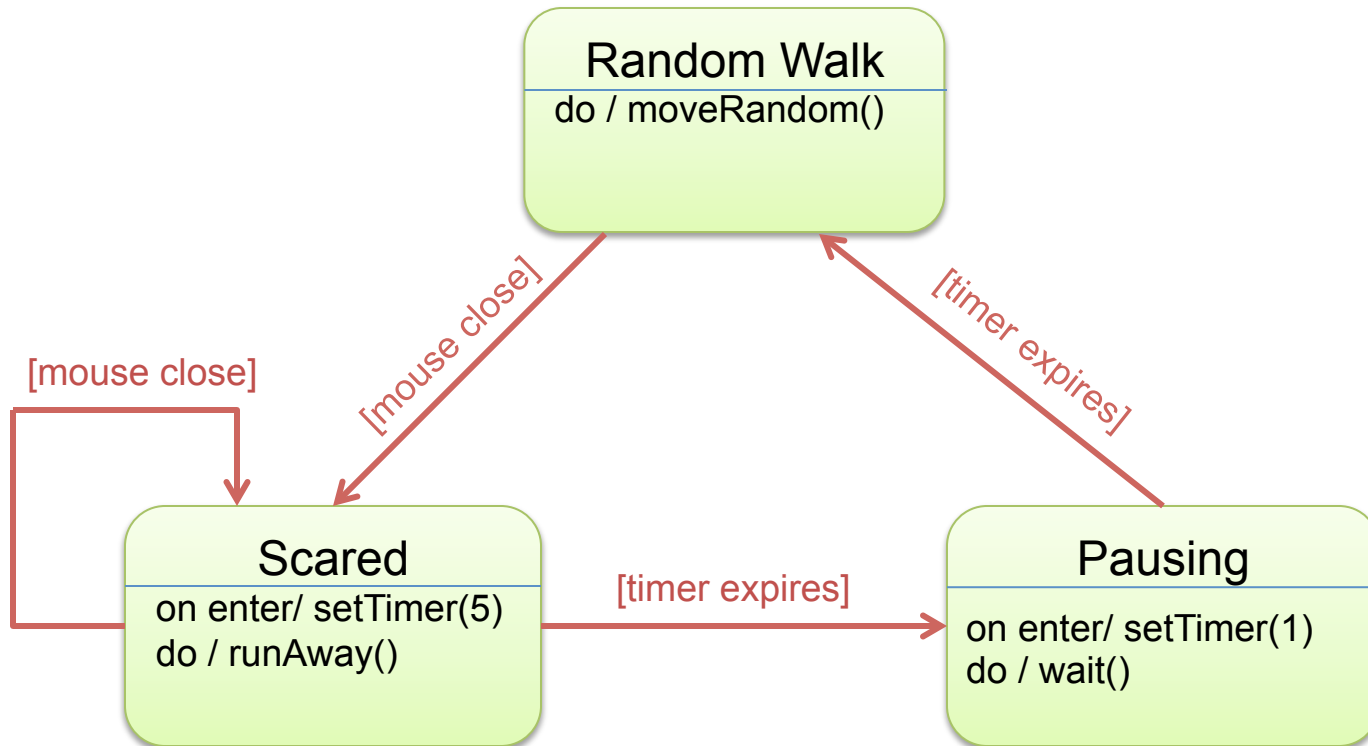 Random Walk
do / moveRandom()
[mouse close]
[timer expires]
[mouse close]
Scared
on enter/ setTimer(5)
do / runAway()
[timer expires]
Pausing
on enter/ setTimer(1)
do / wait()